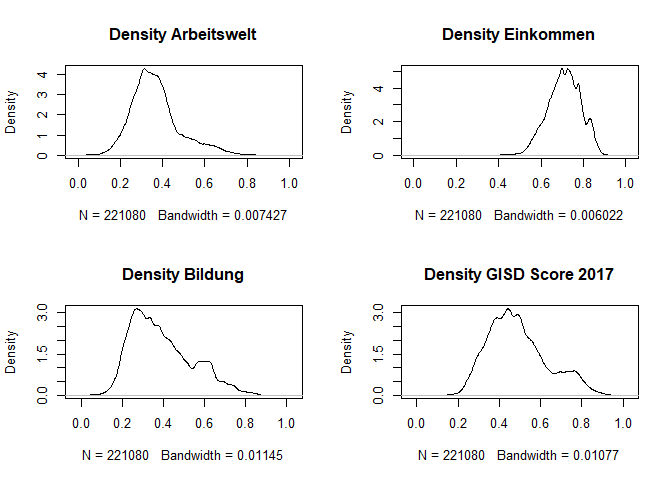 Density Arbeitswelt
Density
0 1 2 3 4
0.0 0.2 0.4 0.6 0.8 1.0
N = 221080 Bandwidth = 0.007427
Density Einkommen
Density
0 2 4
0.0 0.2 0.4 0.6 0.8 1.0
N = 221080 Bandwidth = 0.006022
Density Bildung
Density
0.0 1.5 3.0
0.0 0.2 0.4 0.6 0.8 1.0
N = 221080 Bandwidth = 0.01145
Density GISD Score 2017
Density
0.0 1.5 3.0
0.0 0.2 0.4 0.6 0.8 1.0
N = 221080 Bandwidth = 0.01077